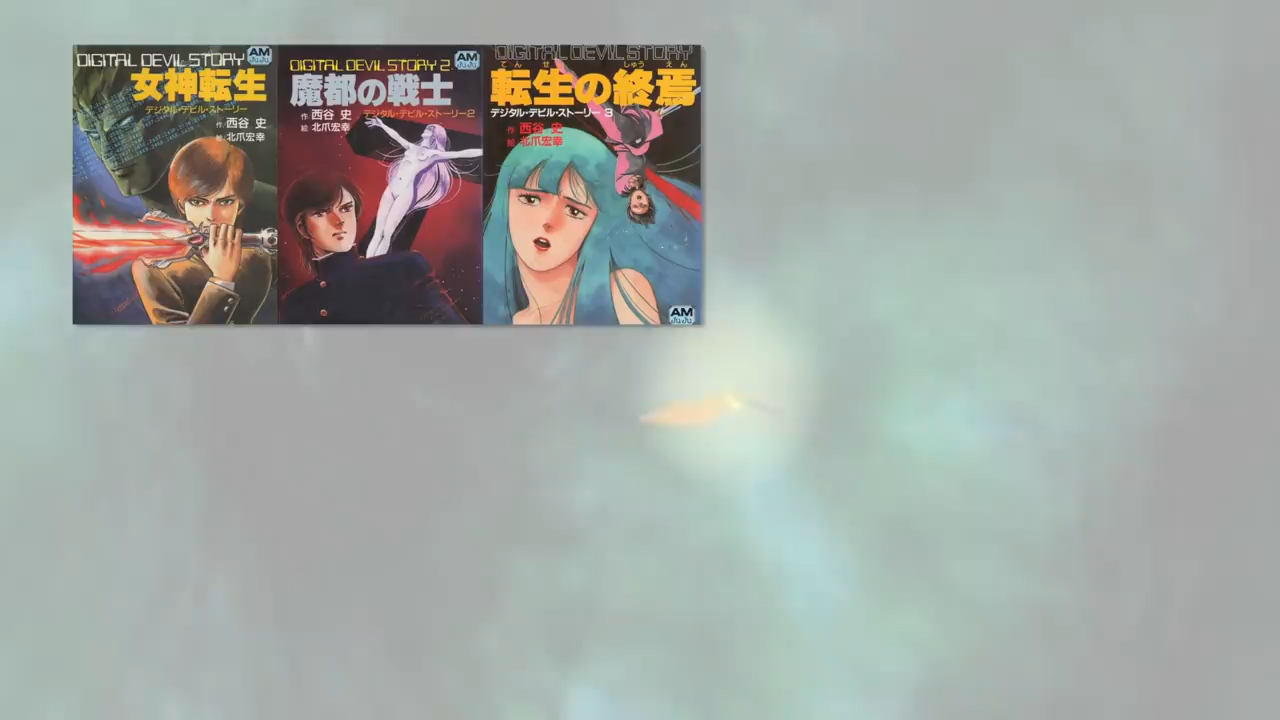 DIGITAL DEVIL STORY
AM
JuJu
女神転生
デジタル・デビル・ストーリー
作 西谷 史
絵 北爪宏幸
DIGITAL DEVIL STORY 2.
AM
JuJu
魔都の戦士
デジタル・デビル・ストーリー2
作 西谷 史
絵 北爪宏幸
DIGITAL DEVIL STORY
てんせい しゅうえん
転生の終焉
デジタル・デビル・ストーリー 3
作 西谷 史
絵 北爪宏幸
AM
JuJu